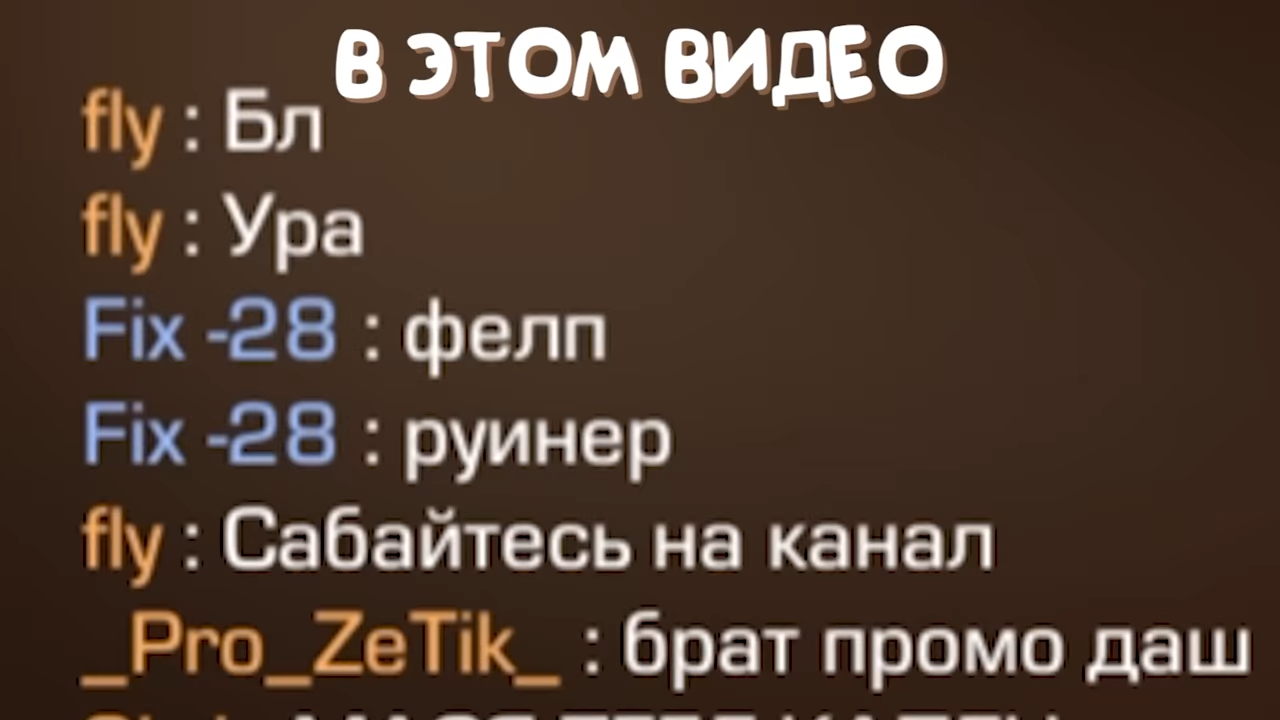 В ЭТОМ ВИДЕО
fly : Бл
fly : Ура
Fix -28 : фелп
Fix -28 : руинер
fly : Сабайтесь на канал
_Pro_ZeTik_ : брат промо даш